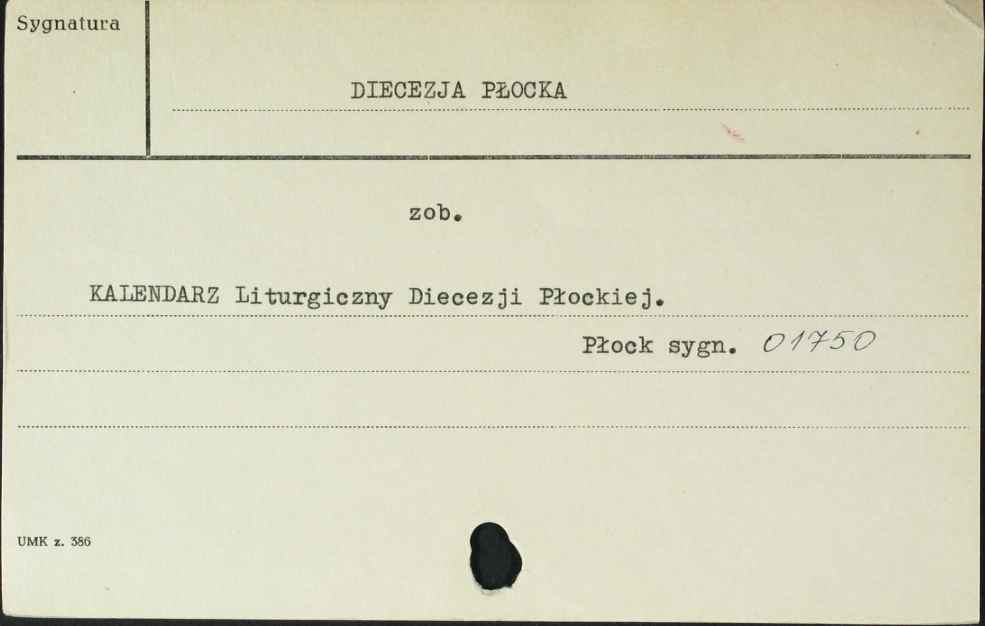 Sygnatura
DIECEZJA PŁOCKA
zob.
KALENDARZ Liturgiczny Diecezji Płockiej.
Płock sygn. 01750
UMK z. 386